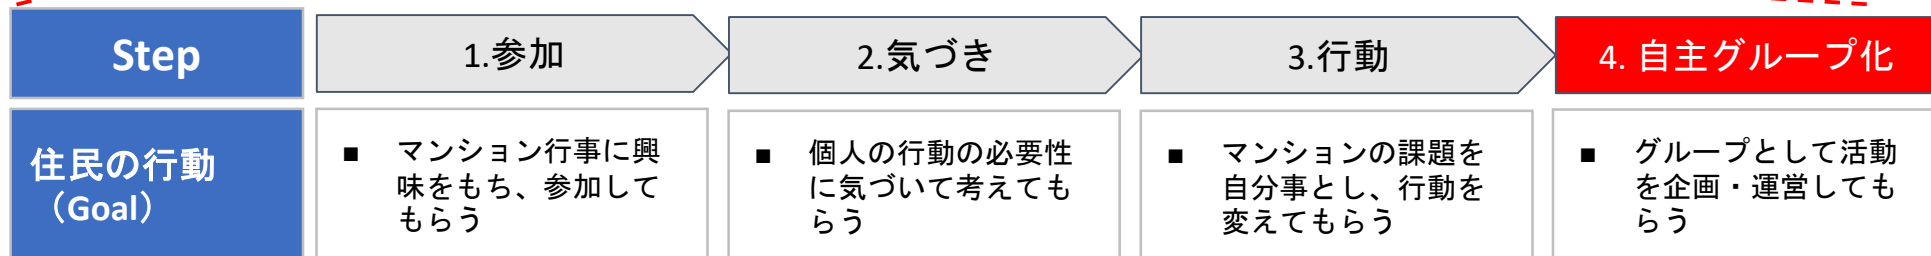 Step
1.参加
2.気づき
3.行動
4. 自主グループ化
住民の行動
（Goal）
■ マンション行事に興
味をもち、参加して
もらう
■ 個人の行動の必要性
に気づいて考えても
らう
■ マンションの課題を
自分事とし、行動を
変えてもらう
■ グループとして活動
を企画・運営しても
らう